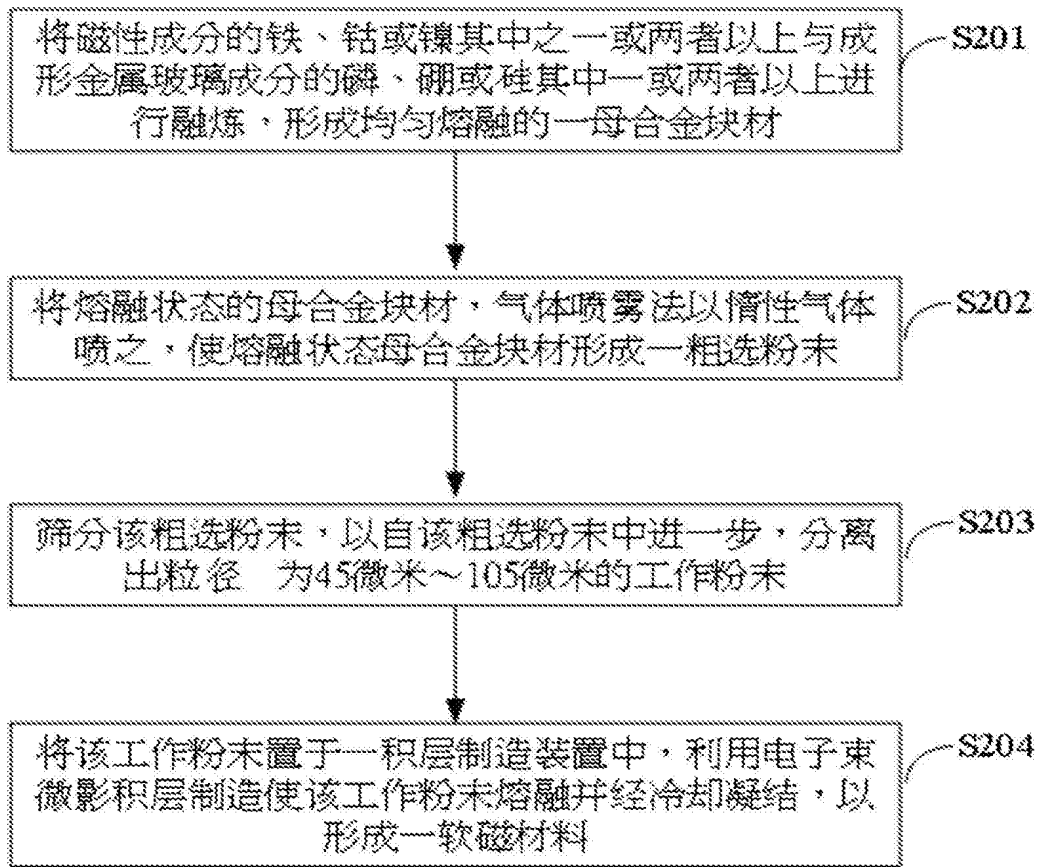 将磁性成分的铁、钴或镍其中之一或两者以上与成
形金属玻璃成分的磷、硼或硅其中一或两者以上进
行融炼，形成均匀熔融的一母合金块材
S201
将熔融状态的母合金块材，气体喷雾法以惰性气体
喷之，使熔融状态母合金块材形成一粗选粉末
S202
筛分该粗选粉末，以自该粗选粉末中进一步，分离
出粒径 为45微米～105微米的工作粉末
S203
将该工作粉末置于一积层制造装置中，利用电子束
微影积层制造使该工作粉末熔融并经冷却凝结，以
形成一软磁材料
S204